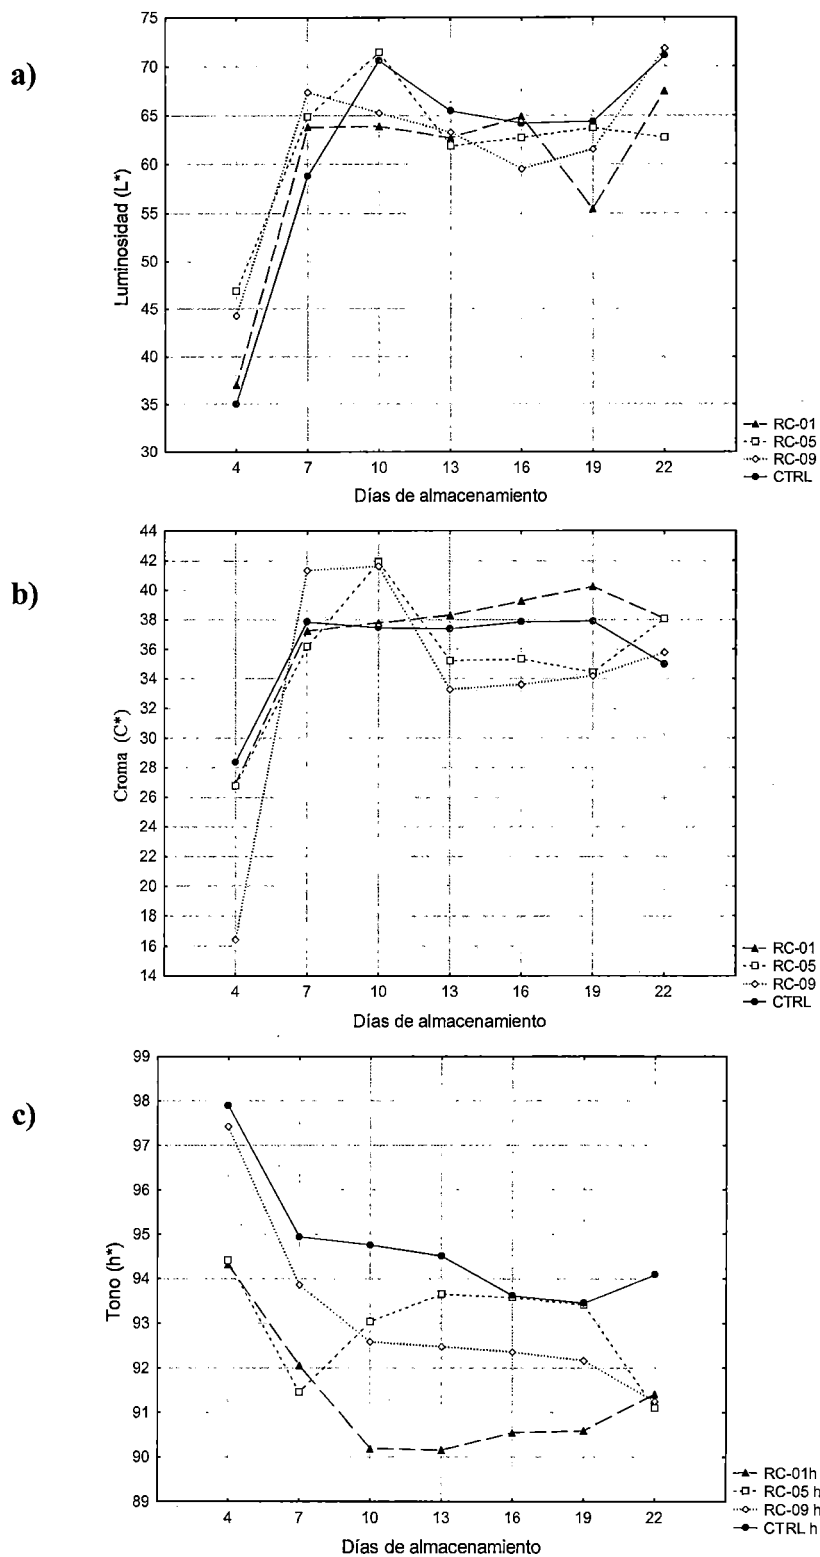 a)
75
70
65
60
55
50
45
40
35
30
Luminosidad (L*)
4 7 10 13 16 19 22
Días de almacenamiento
RC-01
RC-05
RC-09
CTRL
b)
44
42
40
38
36
34
32
30
28
26
24
22
20
18
16
14
Croma (C*)
4 7 10 13 16 19 22
Días de almacenamiento
RC-01
RC-05
RC-09
CTRL
c)
99
98
97
96
95
94
93
92
91
90
89
Tono (h*)
4 7 10 13 16 19 22
Días de almacenamiento
RC-01h
RC-05 h
RC-09 h
CTRL h